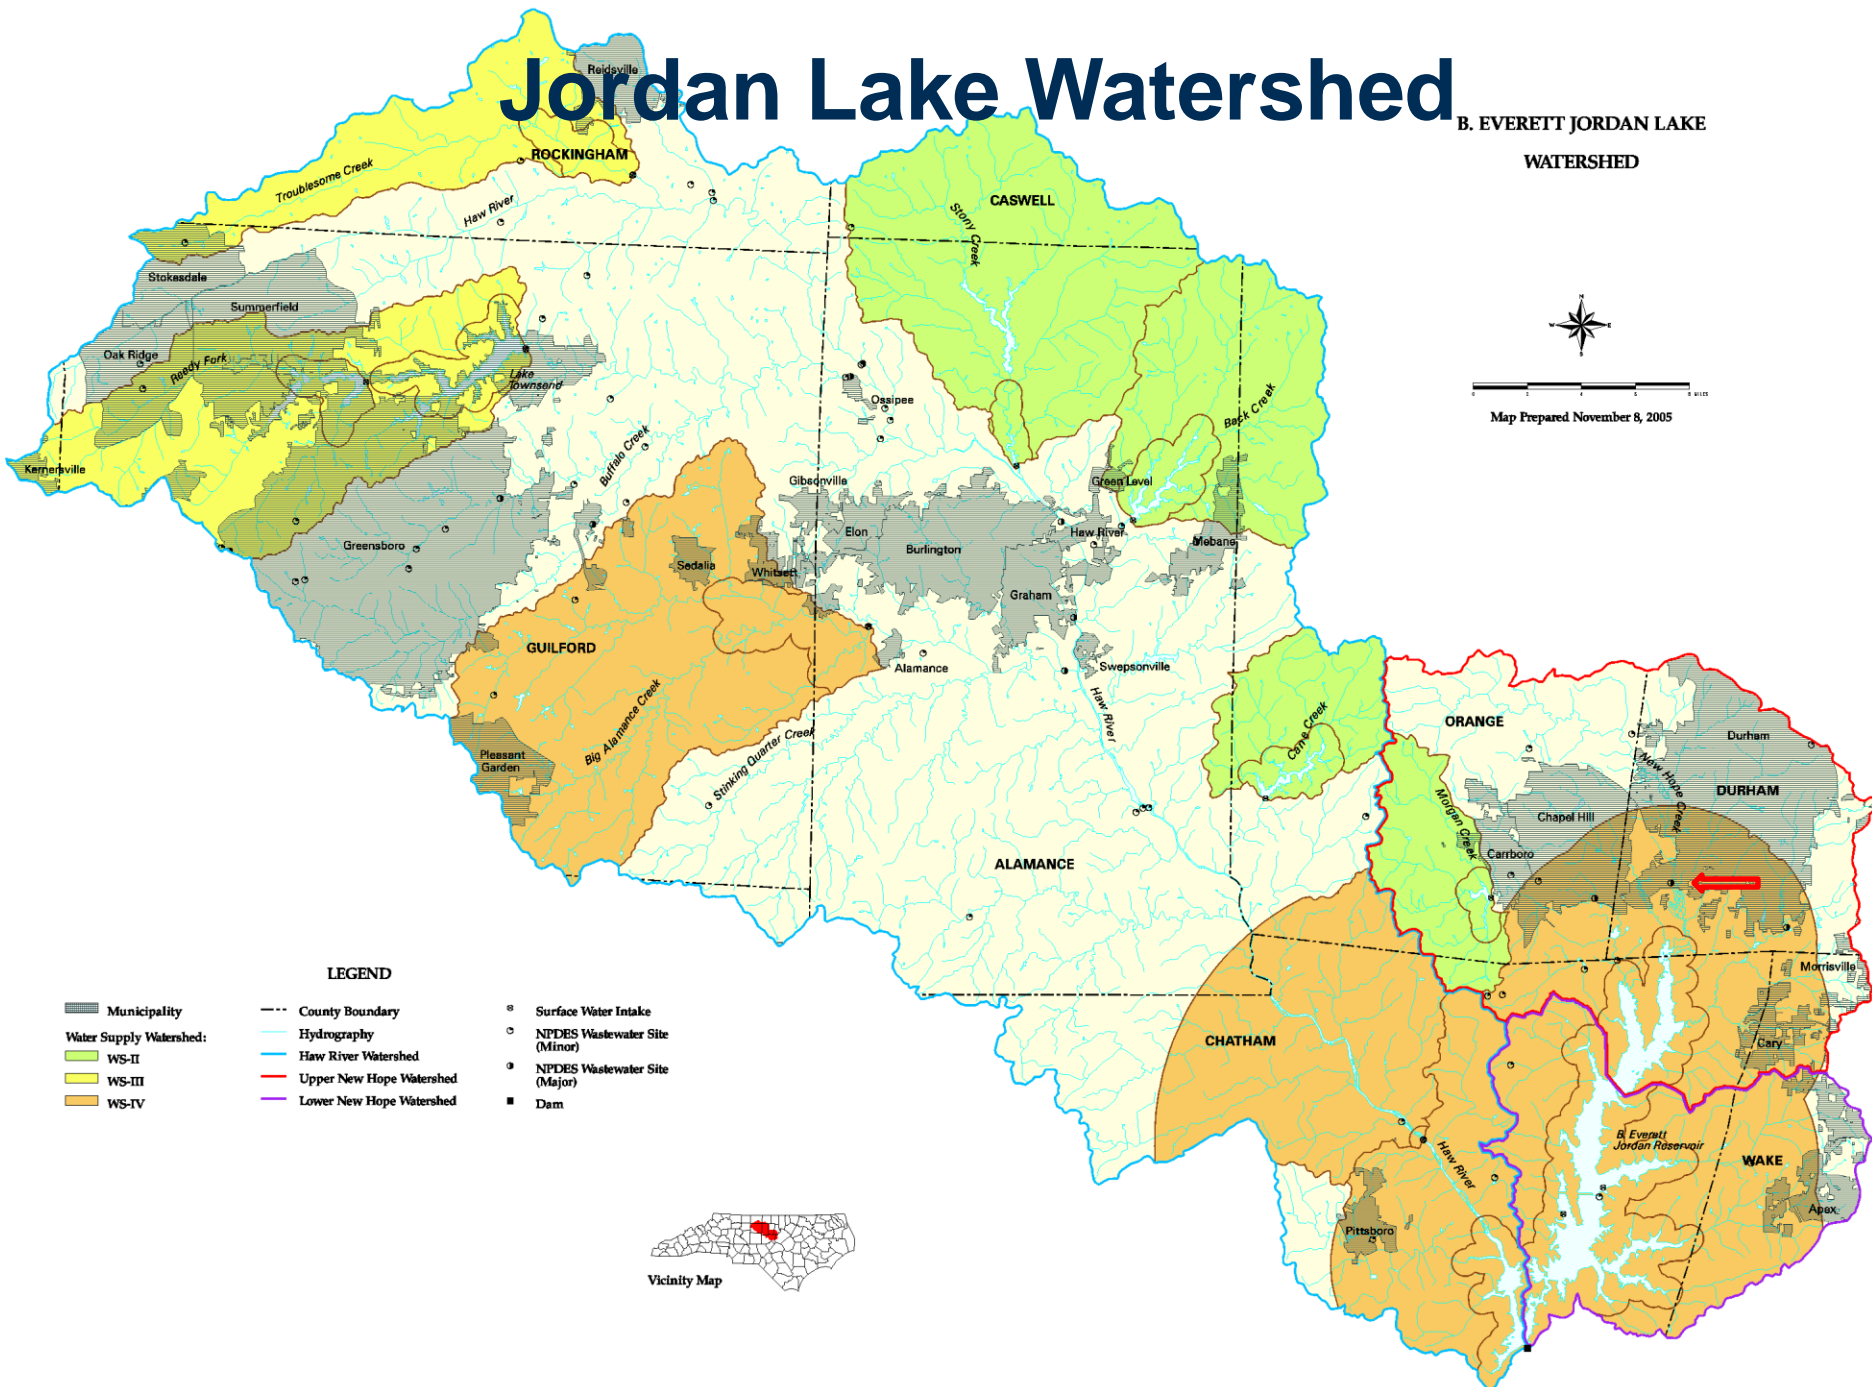 Jordan Lake Watershed
B. EVERETT JORDAN LAKE
WATERSHED
Reidsville
ROCKINGHAM
Troublesome Creek
Haw River
CASWELL
Stony Creek
Stokesdale
Summerfield
Oak Ridge
Reedy Fork
Lake
Townsend
Kernersville
Greensboro
Buffalo Creek
Ossipee
Back Creek
N
W
E
S
0 2 4 6 8 MILES
Map Prepared November 8, 2005
Gibsonville
Green Level
Elon
Burlington
Haw River
Mebane
Sedalia
Whitsett
Graham
GUILFORD
Alamance
Swepsonville
Haw River
Big Alamance Creek
Stinking Quarter Creek
Pleasant
Garden
Cane Creek
ORANGE
Durham
New Hope Creek
DURHAM
Morgan Creek
Chapel Hill
Carrboro
ALAMANCE
Morrisville
Cary
CHATHAM
B. Everett
Jordan Reservoir
WAKE
Haw River
Apex
Pittsboro
LEGEND
Municipality
Water Supply Watershed:
WS-II
WS-III
WS-IV
County Boundary
Hydrography
Haw River Watershed
Upper New Hope Watershed
Lower New Hope Watershed
Surface Water Intake
NPDES Wastewater Site
(Minor)
NPDES Wastewater Site
(Major)
Dam
Vicinity Map